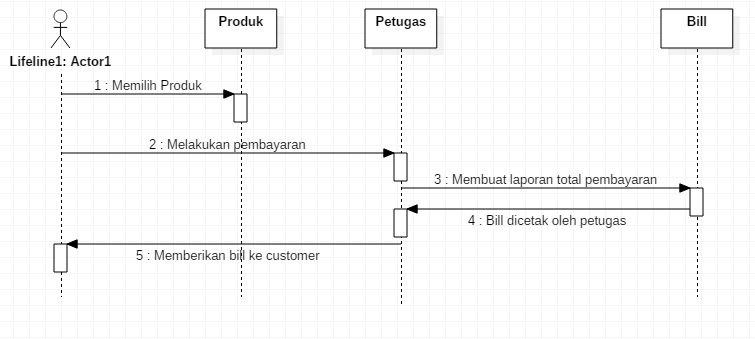 Produk
Petugas
Bill
Lifeline1: Actor1
1 : Memilih Produk
2 : Melakukan pembayaran
3 : Membuat laporan total pembayaran
4 : Bill dicetak oleh petugas
5 : Memberikan bill ke customer